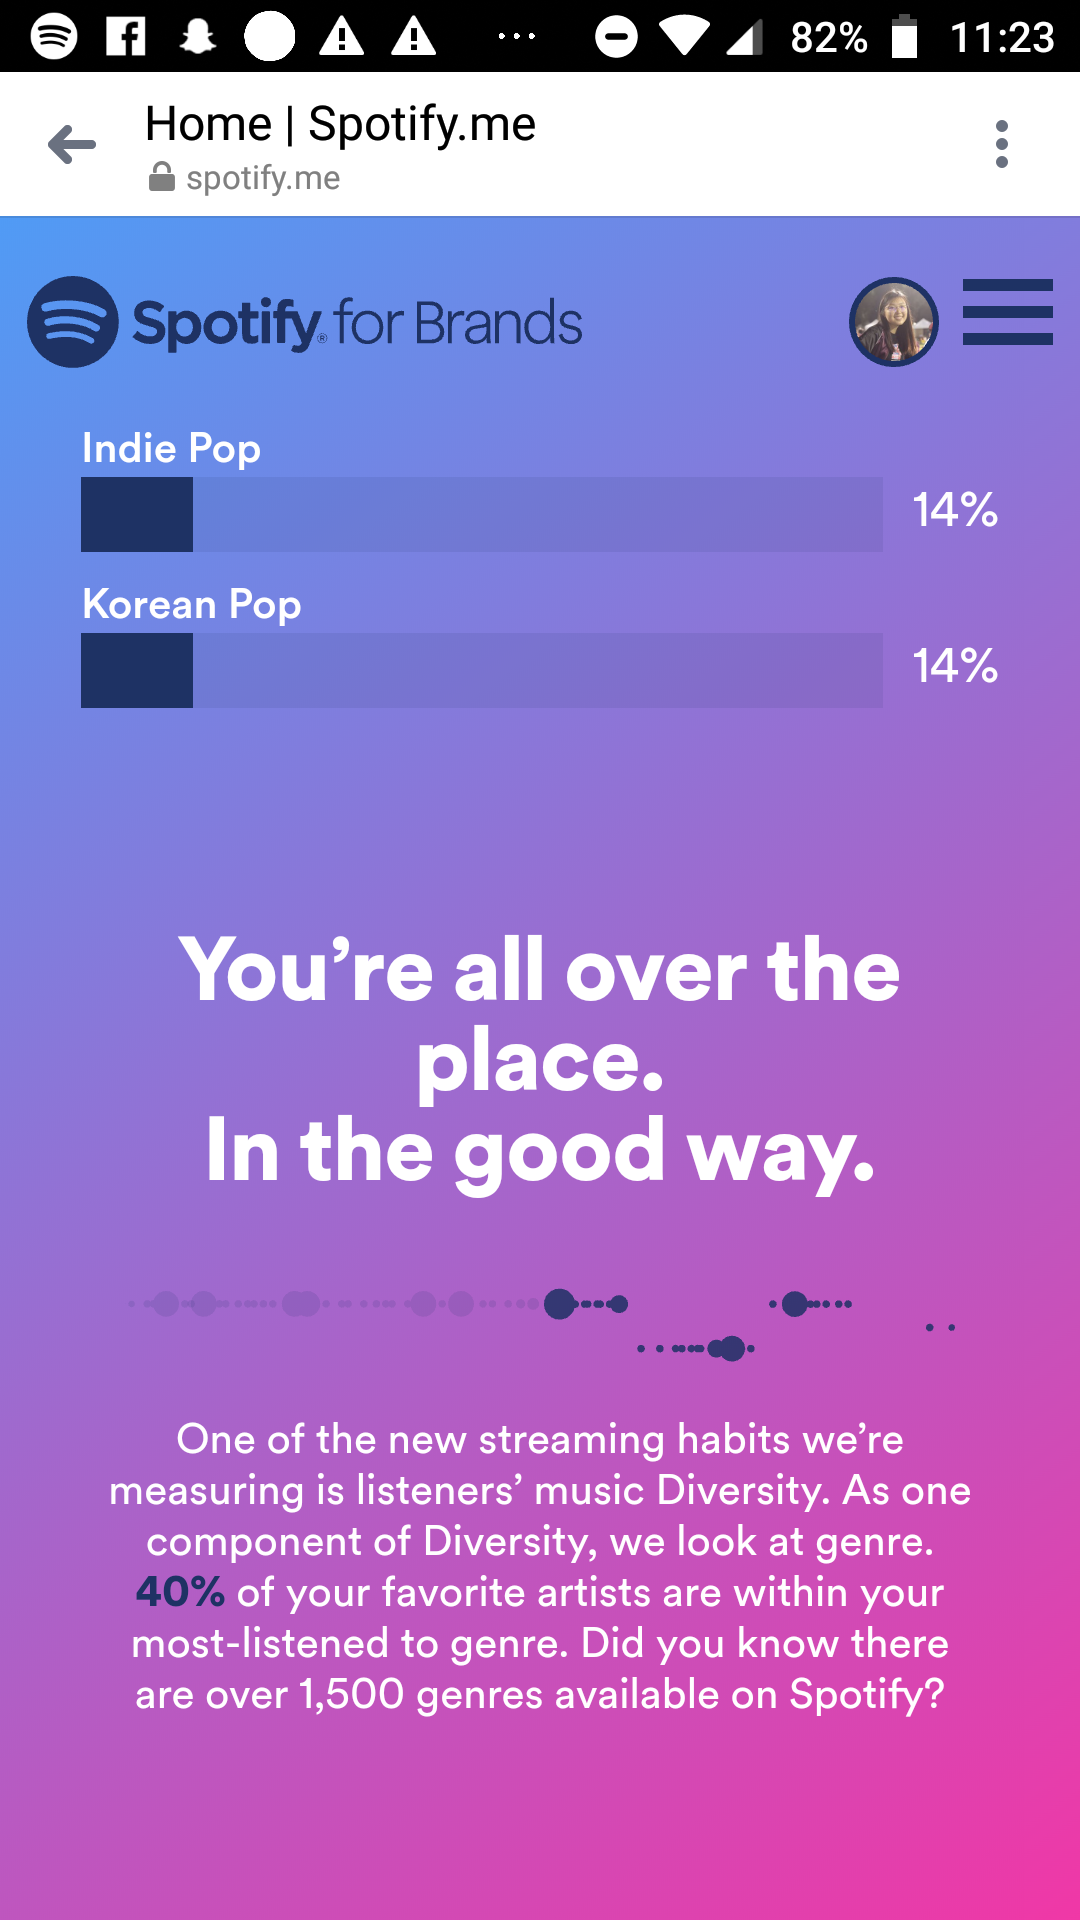 82% 11:23
Home | Spotify.me
spotify.me
Spotify® for Brands
Indie Pop
14%
Korean Pop
14%
You’re all over the
place.
In the good way.
One of the new streaming habits we’re
measuring is listeners’ music Diversity. As one
component of Diversity, we look at genre.
40% of your favorite artists are within your
most-listened to genre. Did you know there
are over 1,500 genres available on Spotify?